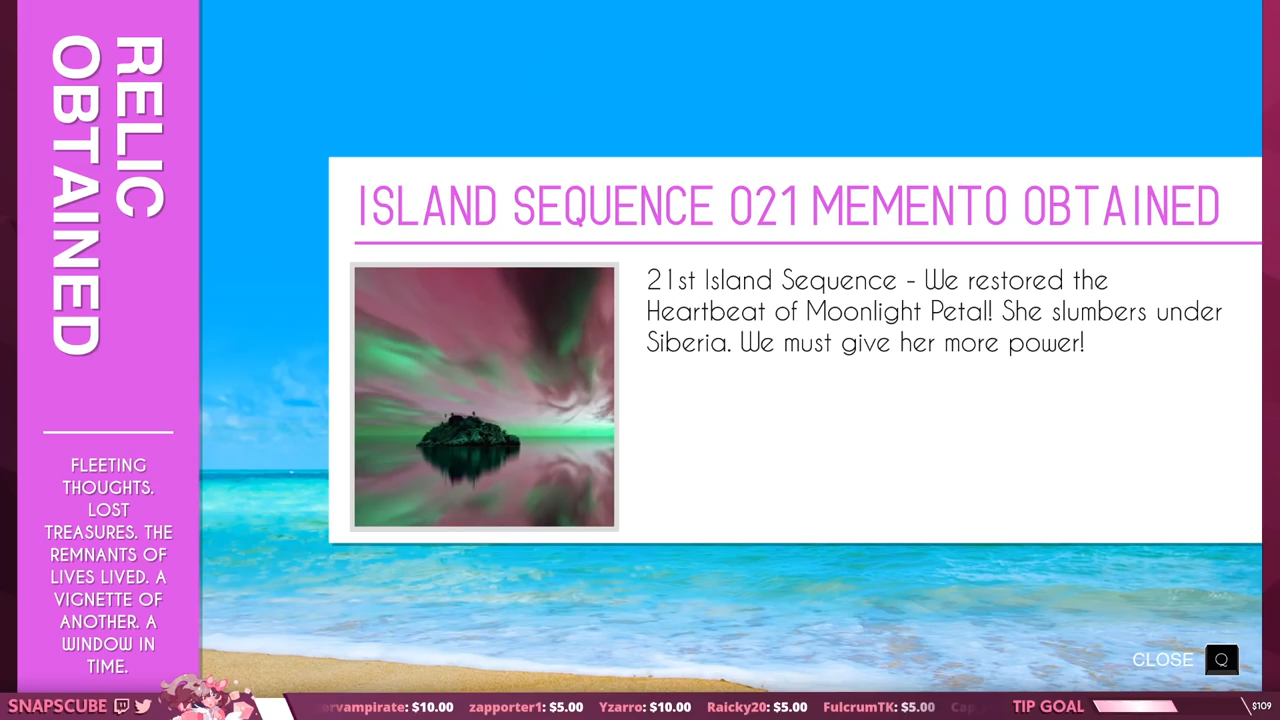 RELIC
OBTAINED
FLEETING
THOUGHTS.
LOST
TREASURES. THE
REMNANTS OF
LIVES LIVED. A
VIGNETTE OF
ANOTHER. A
WINDOW IN
TIME.
ISLAND SEQUENCE 021 MEMENTO OBTAINED
21st Island Sequence - We restored the
Heartbeat of Moonlight Petal! She slumbers under
Siberia. We must give her more power!
CLOSE Q
SNAPSCUBE rvampirate: $10.00 zapporter1: $5.00 Yzarro: $10.00 Raicky20: $5.00 FulcrumTK: $5.00 TIP GOAL $109